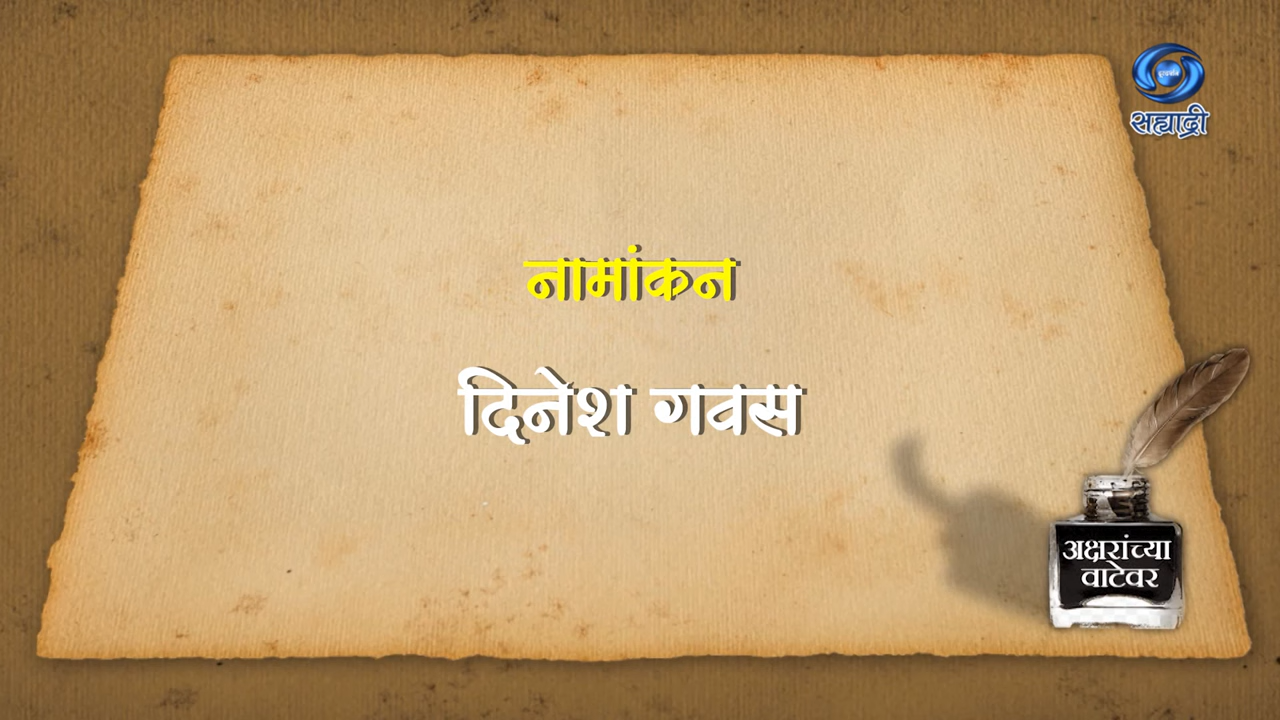 सह्याद्री
नामांकन
दिनेश गवस
अक्षरांच्या
वाटेवर